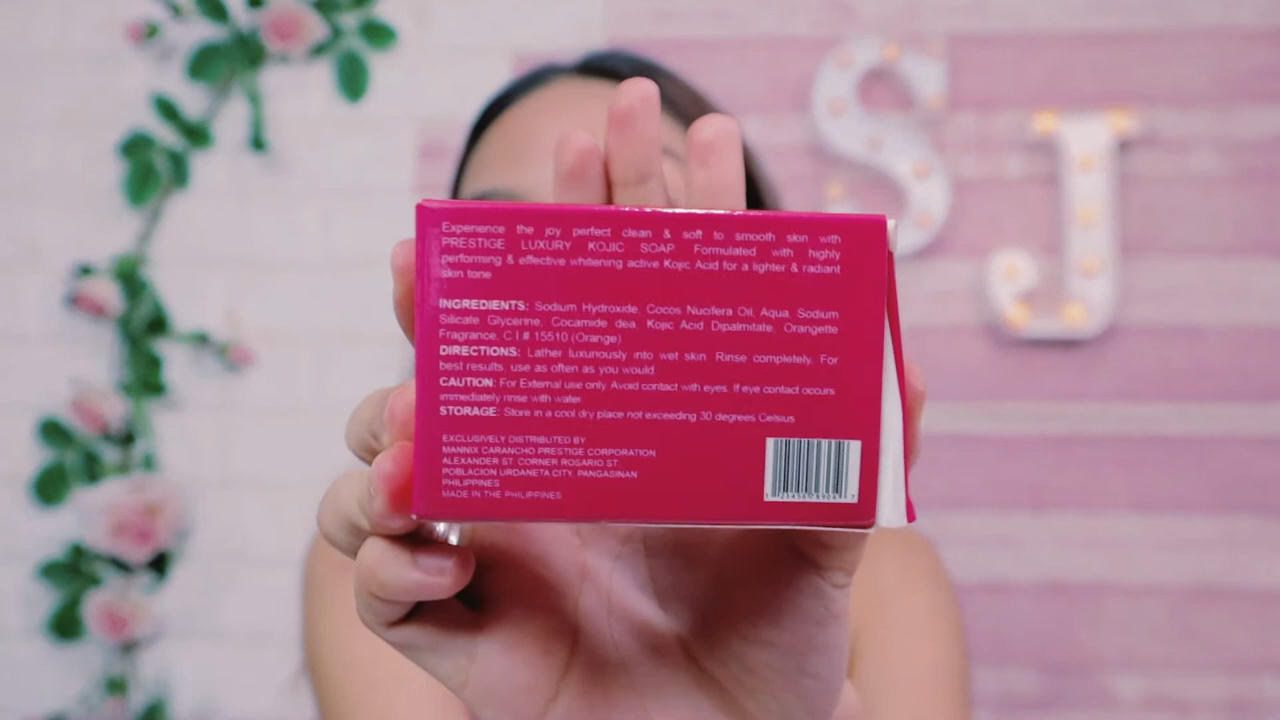 S
J
Experience the joy perfect clean & soft to smooth skin with
PRESTIGE LUXURY KOJIC SOAP Formulated with highly
performing & effective whitening active Kojic Acid for a lighter & radiant
skin tone
INGREDIENTS: Sodium Hydroxide, Cocos Nucifera Oil, Aqua, Sodium
Silicate Glycerine, Cocamide dea, Kojic Acid Dipalmitate, Orangette
Fragrance, C.I # 15510 (Orange)
DIRECTIONS: Lather luxuriously into wet skin. Rinse completely. For
best results, use as often as you would.
CAUTION: For External use only. Avoid contact with eyes. If eye contact occurs
immediately rinse with water
STORAGE: Store in a cool dry place not exceeding 30 degrees Celsius
EXCLUSIVELY DISTRIBUTED BY
MANNIX CARANCHO PRESTIGE CORPORATION
ALEXANDER ST. CORNER ROSARIO ST.
POBLACION URDANETA CITY, PANGASINAN
PHILIPPINES
MADE IN THE PHILIPPINES